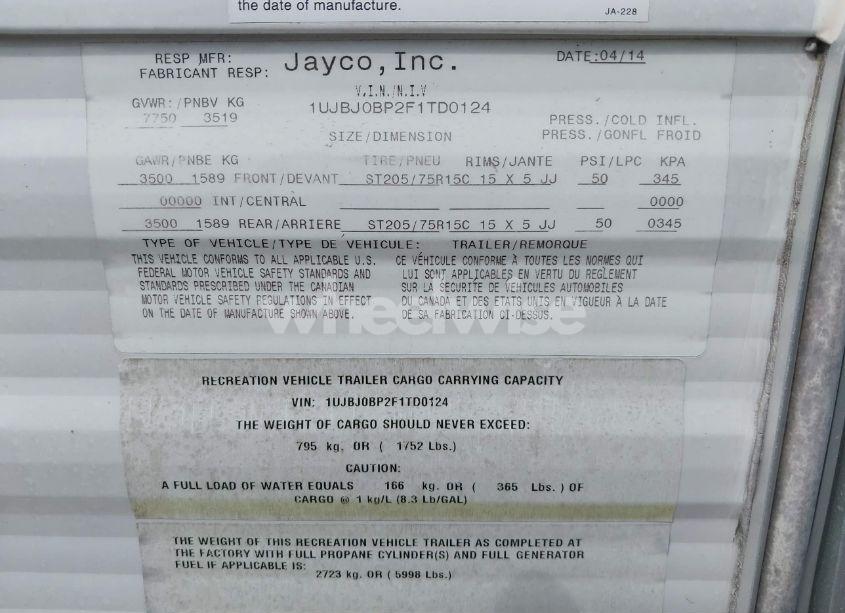 the date of manufacture.
JA-228
RESP MFR:
FABRICANT RESP: Jayco, Inc. DATE:04/14
V.I.N./N.I.V
GVWR:/PNBV KG 1UJBJ0BP2F1TD0124
7750 3519 PRESS./COLD INFL.
SIZE/DIMENSION PRESS./GONFL FROID
GAWR/PNBE KG TIRE/PNEU RIMS/JANTE PSI/LPC KPA
3500 1589 FRONT/DEVANT ST205/75R15C 15 X 5 JJ 50 345
00000 INT/CENTRAL 0000
3500 1589 REAR/ARRIERE ST205/75R15C 15 X 5 JJ 50 0345
TYPE OF VEHICLE/TYPE DE VEHICULE: TRAILER/REMORQUE
THIS VEHICLE CONFORMS TO ALL APPLICABLE U.S. CE VÉHICULE CONFORME À TOUTES LES NORMES QUI
FEDERAL MOTOR VEHICLE SAFETY STANDARDS AND LUI SONT APPLICABLES EN VERTU DU REGLEMENT
STANDARDS PRESCRIBED UNDER THE CANADIAN SUR LA SECURITE DE VEHICULES AUTOMOBILES
MOTOR VEHICLE SAFETY REGULATIONS IN EFFECT DU CANADA ET DES ETATS UNIS EN VIGUEUR À LA DATE
ON THE DATE OF MANUFACTURE SHOWN ABOVE. DE SA FABRICATION CI-DESSUS.
wheelwise
RECREATION VEHICLE TRAILER CARGO CARRYING CAPACITY
VIN: 1UJBJ0BP2F1TD0124
THE WEIGHT OF CARGO SHOULD NEVER EXCEED:
795 kg. OR ( 1752 Lbs.)
CAUTION:
A FULL LOAD OF WATER EQUALS 166 kg. OR ( 365 Lbs. ) OF
CARGO @ 1 kg/L (8.3 Lb/GAL)
THE WEIGHT OF THIS RECREATION VEHICLE TRAILER AS COMPLETED AT
THE FACTORY WITH FULL PROPANE CYLINDER(S) AND FULL GENERATOR
FUEL IF APPLICABLE IS:
2723 kg. OR ( 5998 Lbs.)